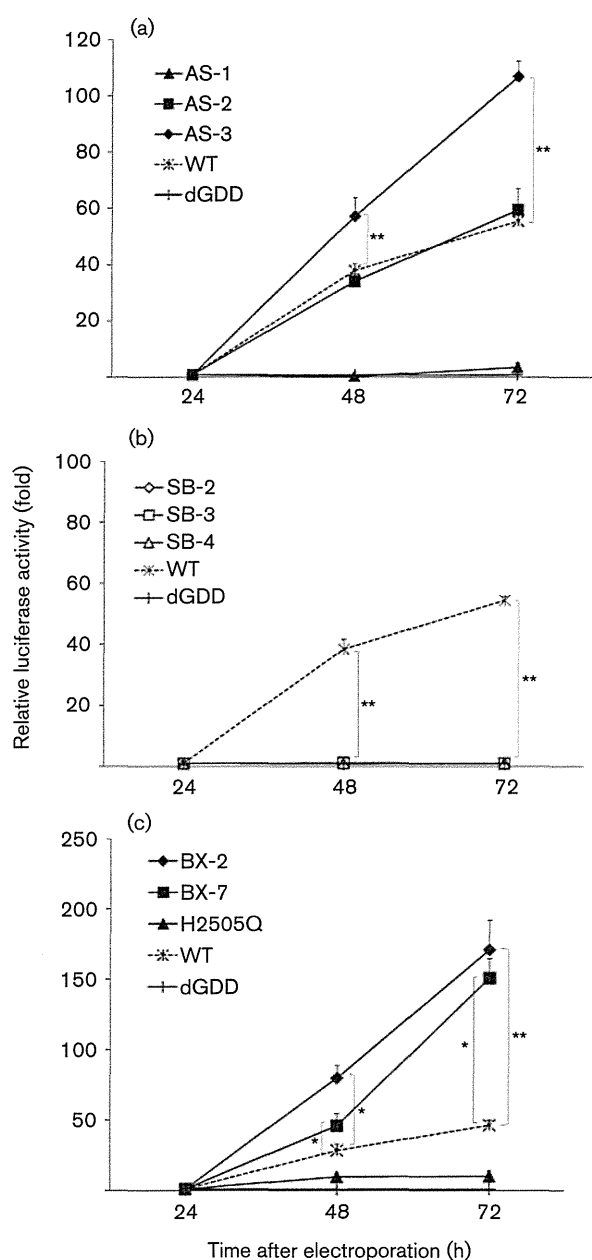 (a)
120
100
80
60
40
20
AS-1
AS-2
AS-3
WT
dGDD
**
**
24 48 72
(b)
100
80
60
40
20
SB-2
SB-3
SB-4
WT
dGDD
**
**
24 48 72
Relative luciferase activity (fold)
(c)
250
200
150
100
50
BX-2
BX-7
H2505Q
WT
dGDD
*
*
*
**
24 48 72
Time after electroporation (h)